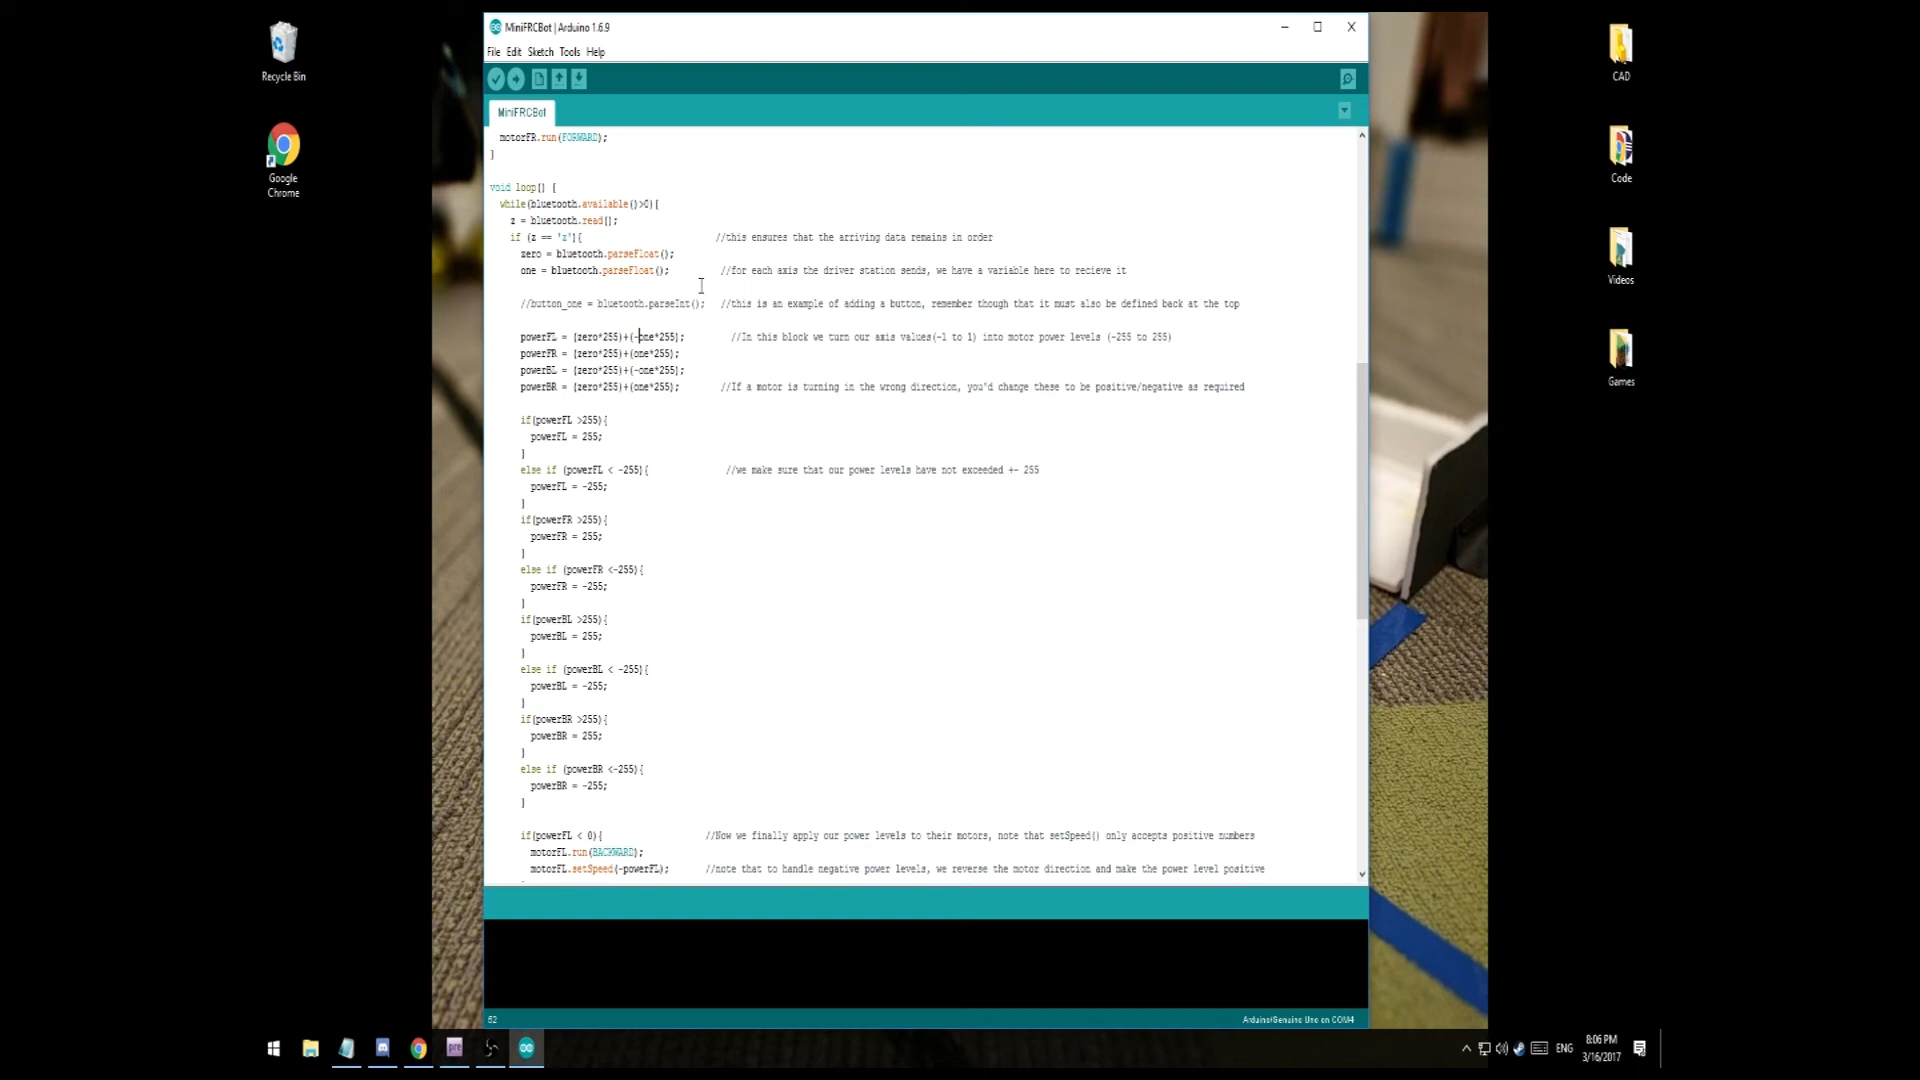 Recycle Bin
Google
Chrome
MiniFRCBot | Arduino 1.6.9
File Edit Sketch Tools Help
MiniFRCBot
motorFR.run(FORWARD);
}
void loop() {
while(bluetooth.available()>0){
z = bluetooth.read();
if (z == 'z'){ //this ensures that the arriving data remains in order
zero = bluetooth.parseFloat();
one = bluetooth.parseFloat(); //for each axis the driver station sends, we have a variable here to recieve it
//button_one = bluetooth.parseInt(); //this is an example of adding a button, remember though that it must also be defined back at the top
powerFL = (zero*255)+(-one*255); //In this block we turn our axis values(-1 to 1) into motor power levels (-255 to 255)
powerFR = (zero*255)+(one*255);
powerBL = (zero*255)+(-one*255);
powerBR = (zero*255)+(one*255); //If a motor is turning in the wrong direction, you'd change these to be positive/negative as required
if(powerFL >255){
powerFL = 255;
}
else if (powerFL < -255){ //we make sure that our power levels have not exceeded +- 255
powerFL = -255;
}
if(powerFR >255){
powerFR = 255;
}
else if (powerFR <-255){
powerFR = -255;
}
if(powerBL >255){
powerBL = 255;
}
else if (powerBL < -255){
powerBL = -255;
}
if(powerBR >255){
powerBR = 255;
}
else if (powerBR <-255){
powerBR = -255;
}
if(powerFL < 0){ //Now we finally apply our power levels to their motors, note that setSpeed() only accepts positive numbers
motorFL.run(BACKWARD);
motorFL.setSpeed(-powerFL); //note that to handle negative power levels, we reverse the motor direction and make the power level positive
52
Arduino/Genuino Uno on COM4
CAD
Code
Videos
Games
pre
ENG
8:06 PM
3/16/2017